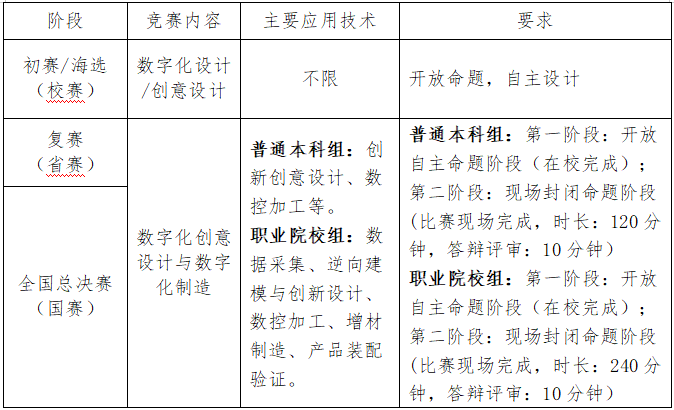 阶段
竞赛内容
主要应用技术
要求
初赛/海选
（校赛）
数字化设计
/创意设计
不限
开放命题，自主设计
复赛
（省赛）
全国总决赛
（国赛）
数字化创意
设计与数字
化制造
普通本科组：创
新创意设计、数
控加工等。
职业院校组：数
据采集、逆向建
模与创新设计、
数控加工、增材
制造、产品装配
验证。
普通本科组：第一阶段：开放
自主命题阶段（在校完成）；
第二阶段：现场封闭命题阶段
(比赛现场完成，时长：120 分
钟，答辩评审：10 分钟）
职业院校组：第一阶段：开放
自主命题阶段（在校完成）；
第二阶段：现场封闭命题阶段
(比赛现场完成，时长：240 分
钟，答辩评审：10 分钟）